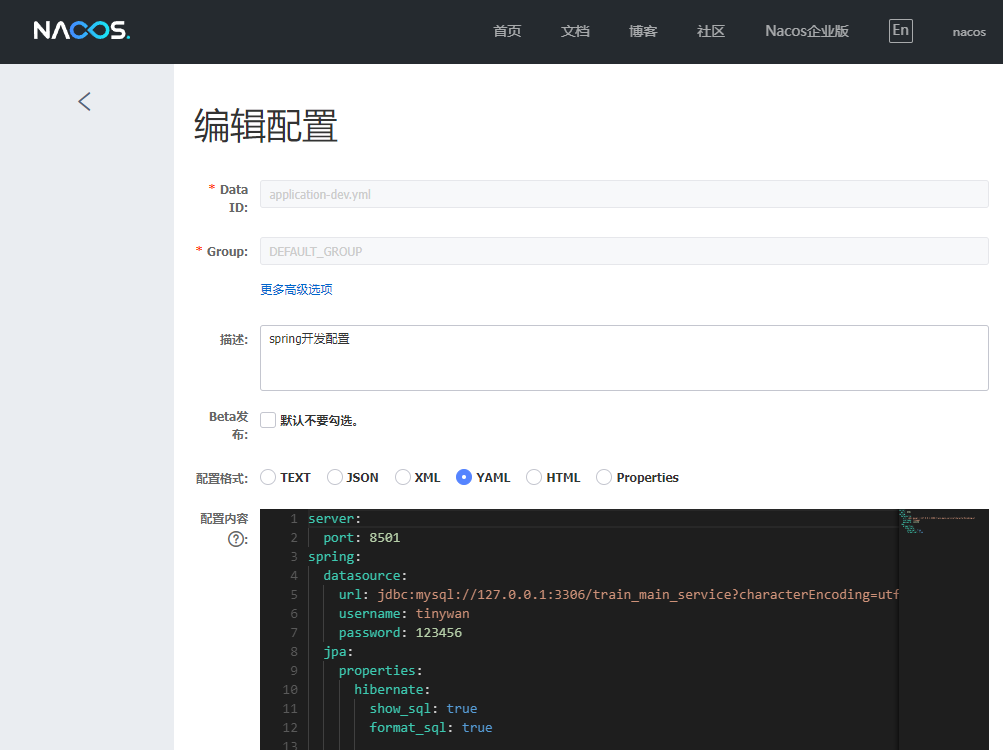 NACOS.
首页 文档 博客 社区 Nacos企业版 En nacos
编辑配置
* Data ID: application-dev.yml
* Group: DEFAULT_GROUP
更多高级选项
描述: spring开发配置
Beta发布: 默认不要勾选。
配置格式: TEXT JSON XML YAML HTML Properties
配置内容 ?:
1 server:
2 port: 8501
3 spring:
4 datasource:
5 url: jdbc:mysql://127.0.0.1:3306/train_main_service?characterEncoding=utf
6 username: tinywan
7 password: 123456
8 jpa:
9 properties:
10 hibernate:
11 show_sql: true
12 format_sql: true
13